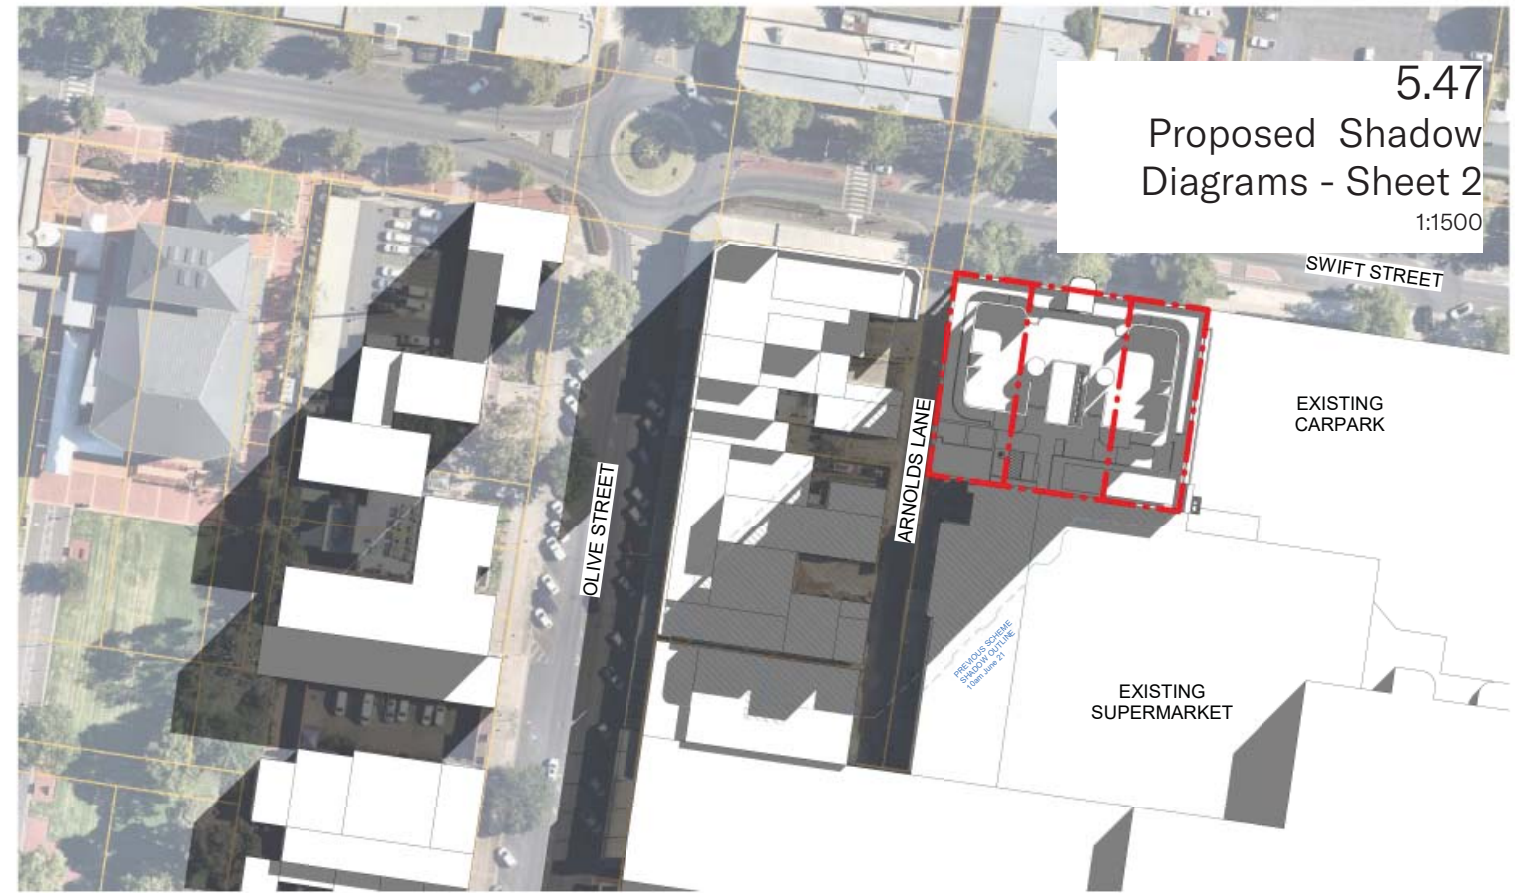 5.47
Proposed Shadow
Diagrams - Sheet 2
1:1500
SWIFT STREET
EXISTING
CARPARK
ARNOLDS LANE
OLIVE STREET
PREVIOUS SCHEME
SHADOW OUTLINE
10am June 21
EXISTING
SUPERMARKET